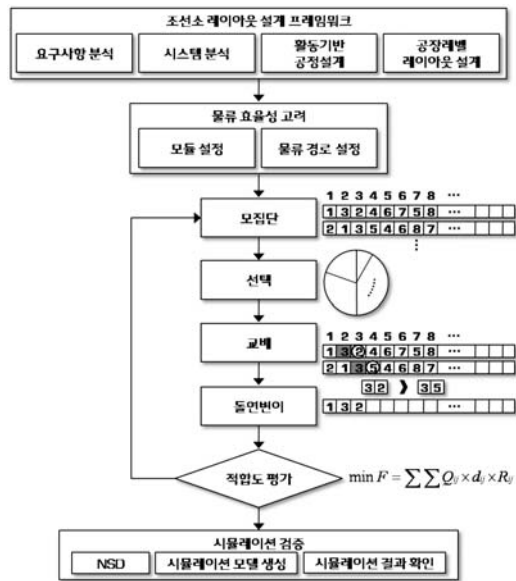 조선소 레이아웃 설계 프레임워크
요구사항 분석
시스템 분석
활동기반
공정설계
공장레벨
레이아웃 설계
물류 효율성 고려
모듈 설정
물류 경로 설정
모집단
1 2 3 4 5 6 7 8 ...
1 3 2 4 6 7 5 8 ...
2 1 3 5 4 6 8 7 ...
선택
교배
1 2 3 4 5 6 7 8 ...
1 3 2 4 6 7 5 8 ...
2 1 3 5 4 6 8 7 ...
3 2 ❫ 3 5
돌연변이
1 3 2 ...
적합도 평가
min F = ∑∑Qij×dij×Rij
시뮬레이션 검증
NSD
시뮬레이션 모델 생성
시뮬레이션 결과 확인